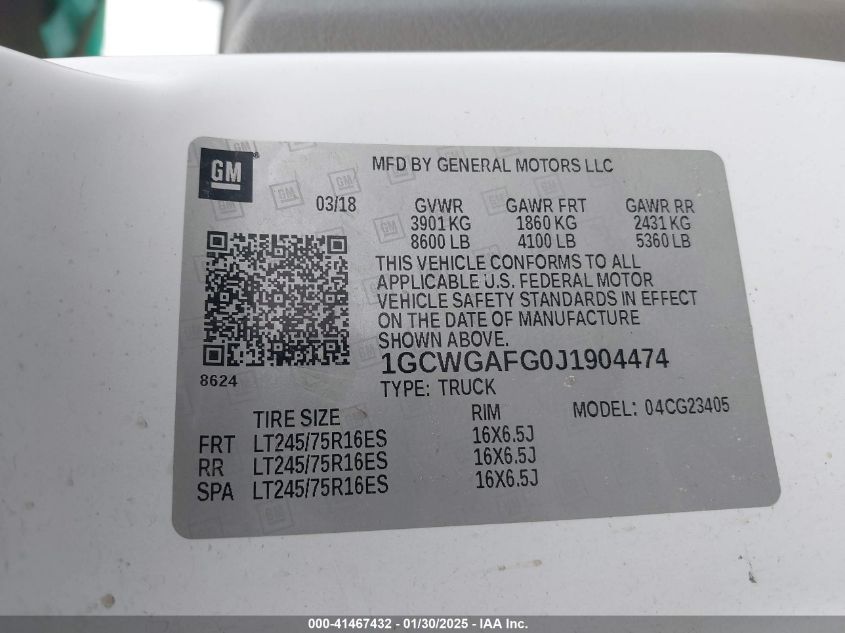 GM
MFD BY GENERAL MOTORS LLC
03/18
GVWR GAWR FRT GAWR RR
3901 KG 1860 KG 2431 KG
8600 LB 4100 LB 5360 LB
THIS VEHICLE CONFORMS TO ALL
APPLICABLE U.S. FEDERAL MOTOR
VEHICLE SAFETY STANDARDS IN EFFECT
ON THE DATE OF MANUFACTURE
SHOWN ABOVE.
8624
1GCWGAFG0J1904474
TYPE: TRUCK
MODEL: 04CG23405
TIRE SIZE RIM
FRT LT245/75R16ES 16X6.5J
RR LT245/75R16ES 16X6.5J
SPA LT245/75R16ES 16X6.5J
000-41467432 - 01/30/2025 - IAA Inc.